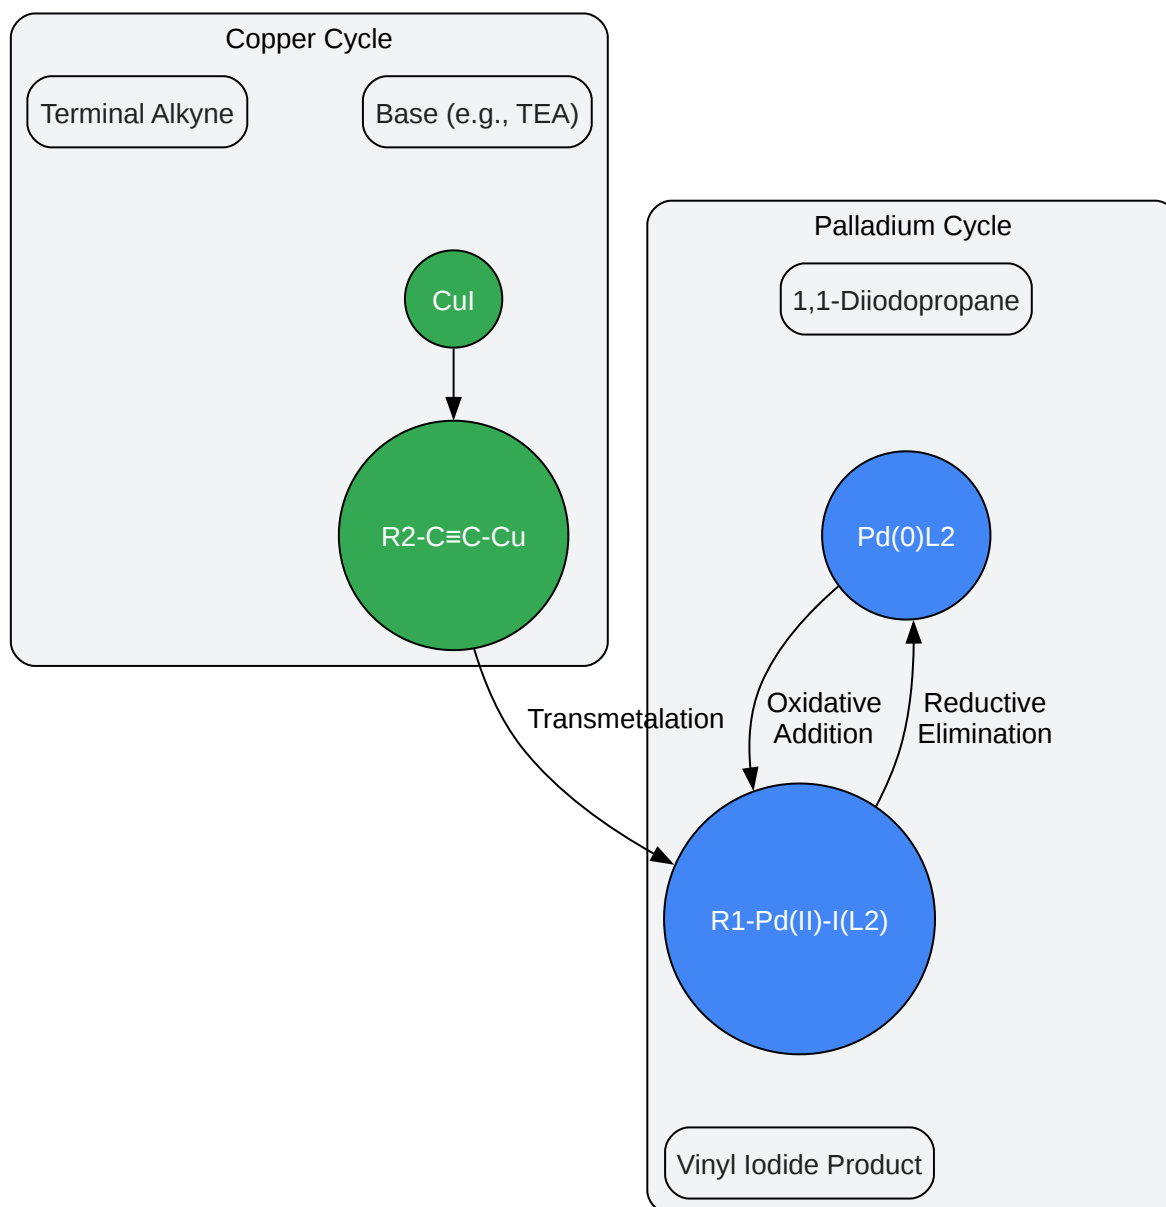 Copper Cycle
Terminal Alkyne
Base (e.g., TEA)
CuI
R2-C≡C-Cu
Transmetalation
Palladium Cycle
1,1-Diiodopropane
Pd(0)L2
Oxidative
Addition
Reductive
Elimination
R1-Pd(II)-I(L2)
Vinyl Iodide Product